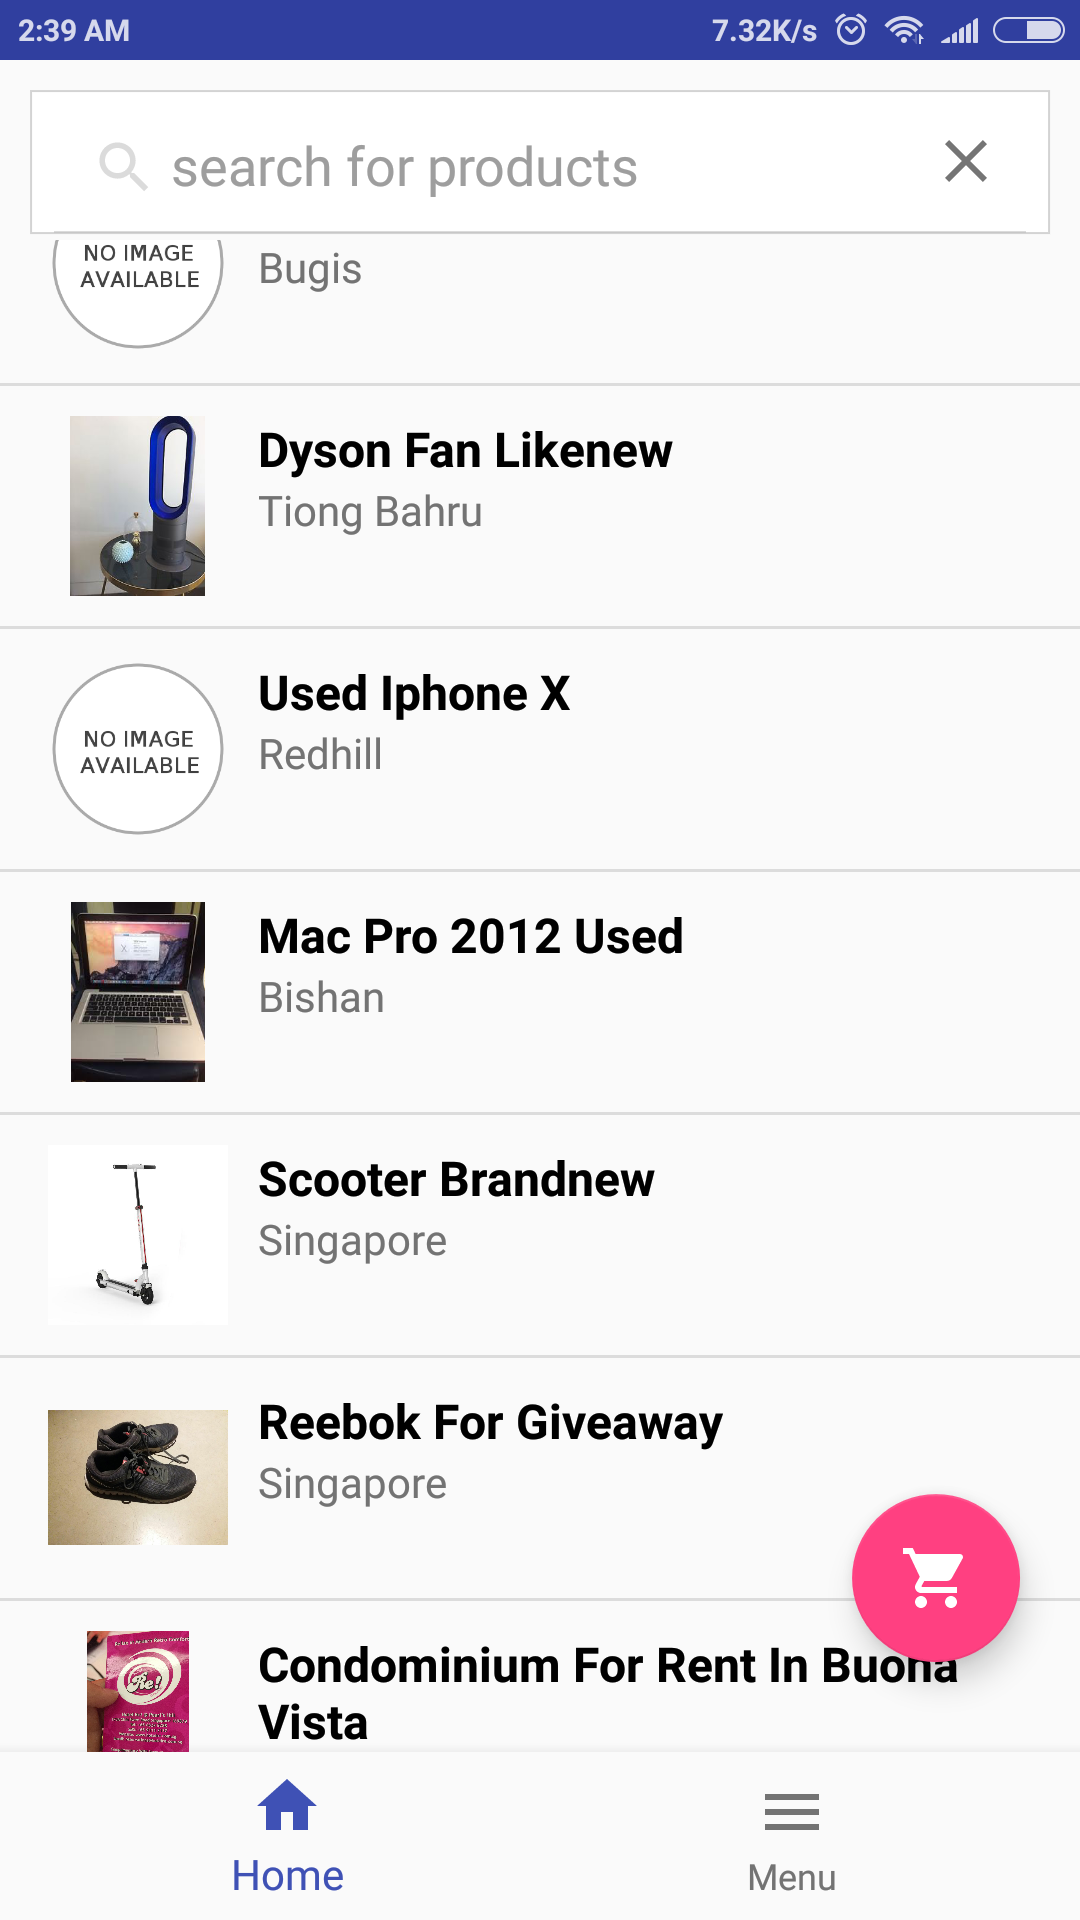 2:39 AM 7.32K/s
search for products
NO IMAGE
AVAILABLE
Bugis
Dyson Fan Likenew
Tiong Bahru
Used Iphone X
Redhill
NO IMAGE
AVAILABLE
Mac Pro 2012 Used
Bishan
Scooter Brandnew
Singapore
Reebok For Giveaway
Singapore
Condominium For Rent In Buona
Vista
Re!
Home
Menu